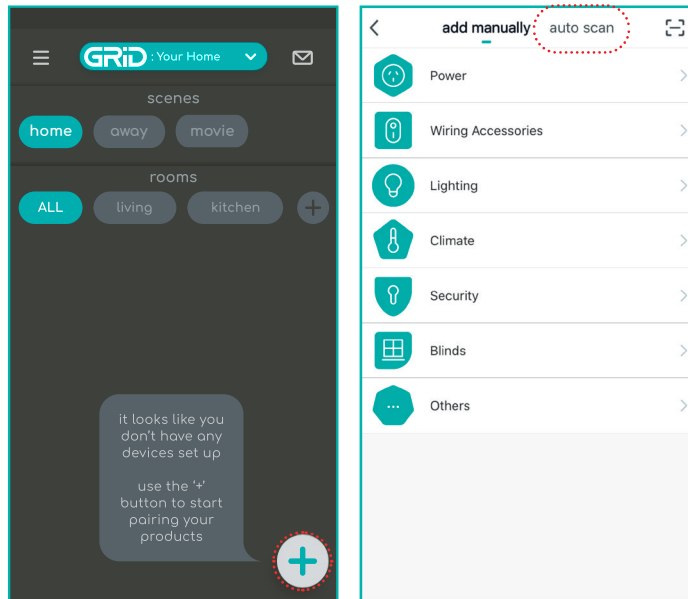 GRiD : Your Home
scenes
home away movie
rooms
ALL living kitchen +
it looks like you
don't have any
devices set up
use the '+'
button to start
pairing your
products
+
add manually auto scan
Power
Wiring Accessories
Lighting
Climate
Security
Blinds
Others